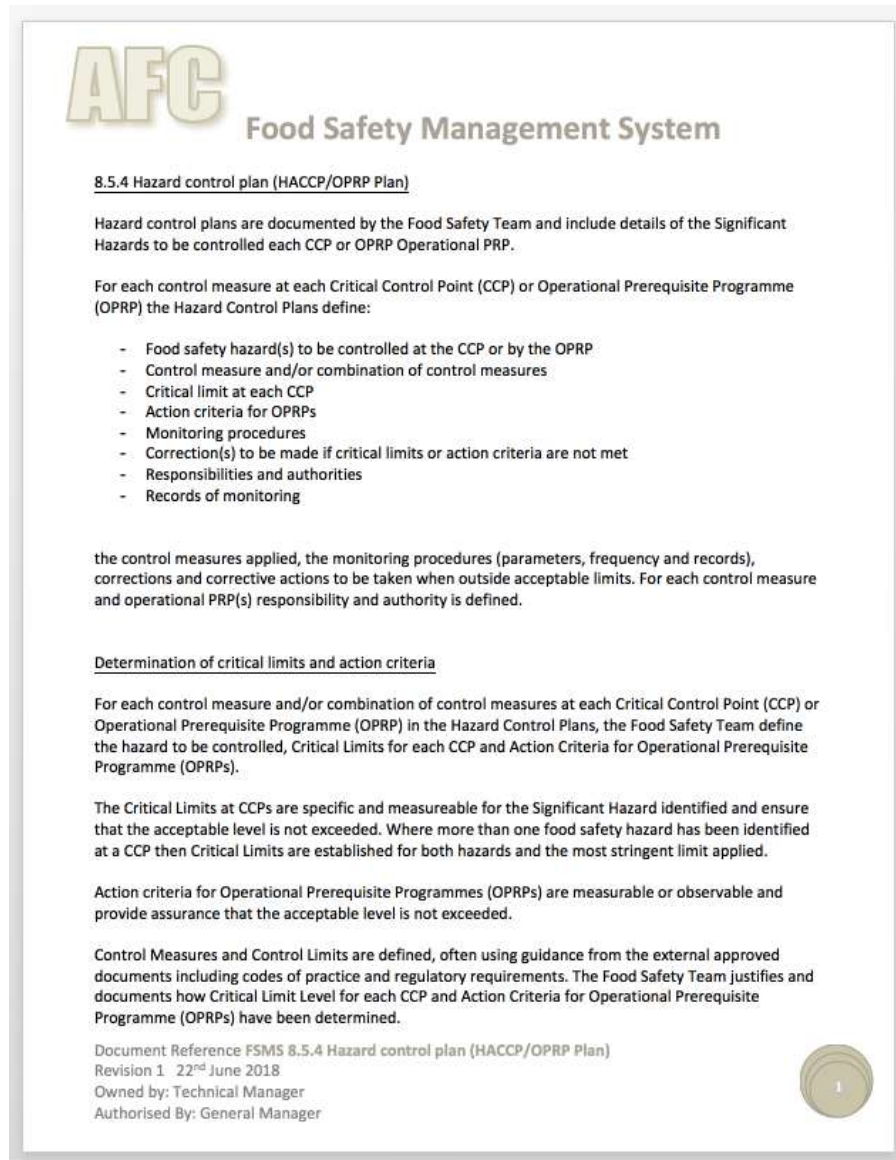 AFC
Food Safety Management System
8.5.4 Hazard control plan (HACCP/OPRP Plan)
Hazard control plans are documented by the Food Safety Team and include details of the Significant
Hazards to be controlled each CCP or OPRP Operational PRP.
For each control measure at each Critical Control Point (CCP) or Operational Prerequisite Programme
(OPRP) the Hazard Control Plans define:
- Food safety hazard(s) to be controlled at the CCP or by the OPRP
- Control measure and/or combination of control measures
- Critical limit at each CCP
- Action criteria for OPRPs
- Monitoring procedures
- Correction(s) to be made if critical limits or action criteria are not met
- Responsibilities and authorities
- Records of monitoring
the control measures applied, the monitoring procedures (parameters, frequency and records),
corrections and corrective actions to be taken when outside acceptable limits. For each control measure
and operational PRP(s) responsibility and authority is defined.
Determination of critical limits and action criteria
For each control measure and/or combination of control measures at each Critical Control Point (CCP) or
Operational Prerequisite Programme (OPRP) in the Hazard Control Plans, the Food Safety Team define
the hazard to be controlled, Critical Limits for each CCP and Action Criteria for Operational Prerequisite
Programme (OPRPs).
The Critical Limits at CCPs are specific and measureable for the Significant Hazard identified and ensure
that the acceptable level is not exceeded. Where more than one food safety hazard has been identified
at a CCP then Critical Limits are established for both hazards and the most stringent limit applied.
Action criteria for Operational Prerequisite Programmes (OPRPs) are measurable or observable and
provide assurance that the acceptable level is not exceeded.
Control Measures and Control Limits are defined, often using guidance from the external approved
documents including codes of practice and regulatory requirements. The Food Safety Team justifies and
documents how Critical Limit Level for each CCP and Action Criteria for Operational Prerequisite
Programme (OPRPs) have been determined.
Document Reference FSMS 8.5.4 Hazard control plan (HACCP/OPRP Plan)
Revision 1 22nd June 2018
Owned by: Technical Manager
Authorised By: General Manager
1